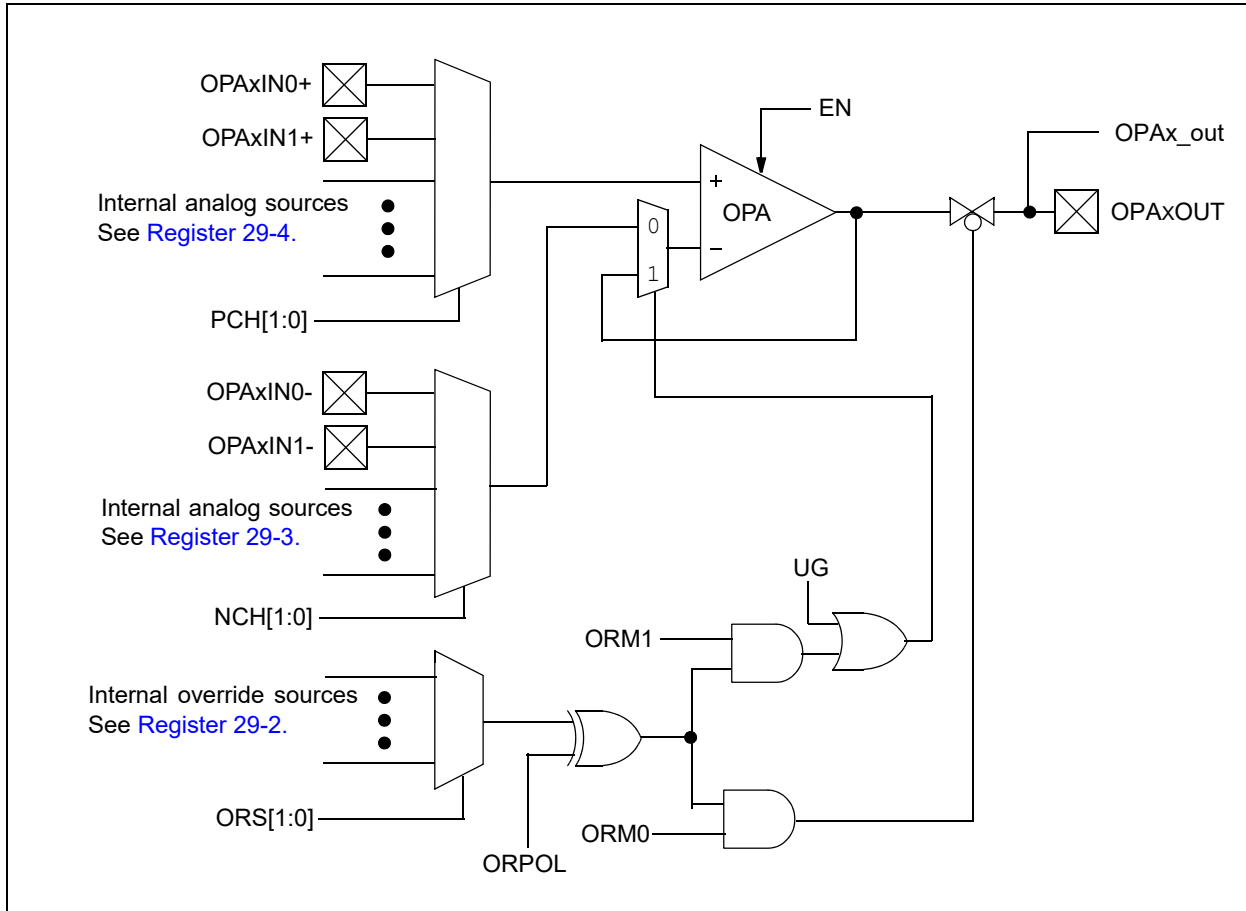 OPAxIN0+
OPAxIN1+
Internal analog sources
See Register 29-4.
PCH[1:0]
EN
+
OPA
−
0
1
OPAx_out
OPAxOUT
OPAxIN0-
OPAxIN1-
Internal analog sources
See Register 29-3.
NCH[1:0]
UG
ORM1
Internal override sources
See Register 29-2.
ORS[1:0]
ORPOL
ORM0